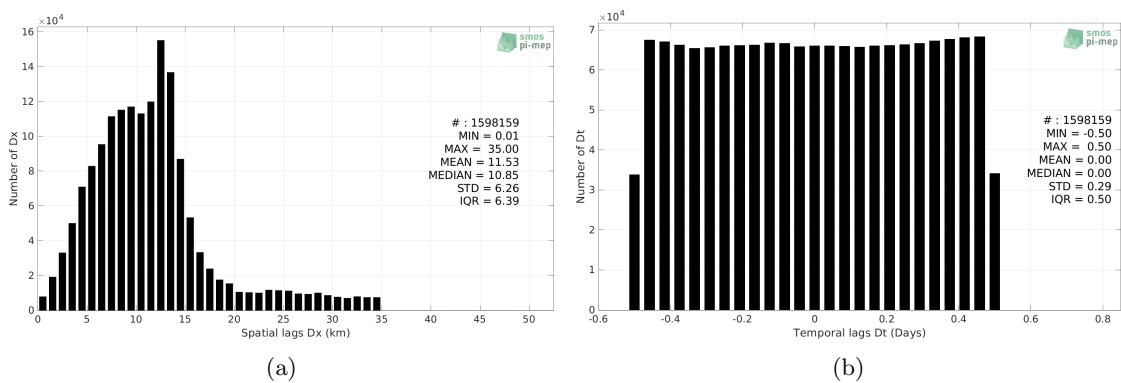 ×10⁴
16
14
12
10
8
6
4
2
0
Number of Dx
smos
pi-mep
# : 1598159
MIN = 0.01
MAX = 35.00
MEAN = 11.53
MEDIAN = 10.85
STD = 6.26
IQR = 6.39
0 5 10 15 20 25 30 35 40 45 50
Spatial lags Dx (km)
(a)
×10⁴
7
6
5
4
3
2
1
0
Number of Dt
smos
pi-mep
# : 1598159
MIN = -0.50
MAX = 0.50
MEAN = 0.00
MEDIAN = 0.00
STD = 0.29
IQR = 0.50
-0.6 -0.4 -0.2 0 0.2 0.4 0.6 0.8
Temporal lags Dt (Days)
(b)